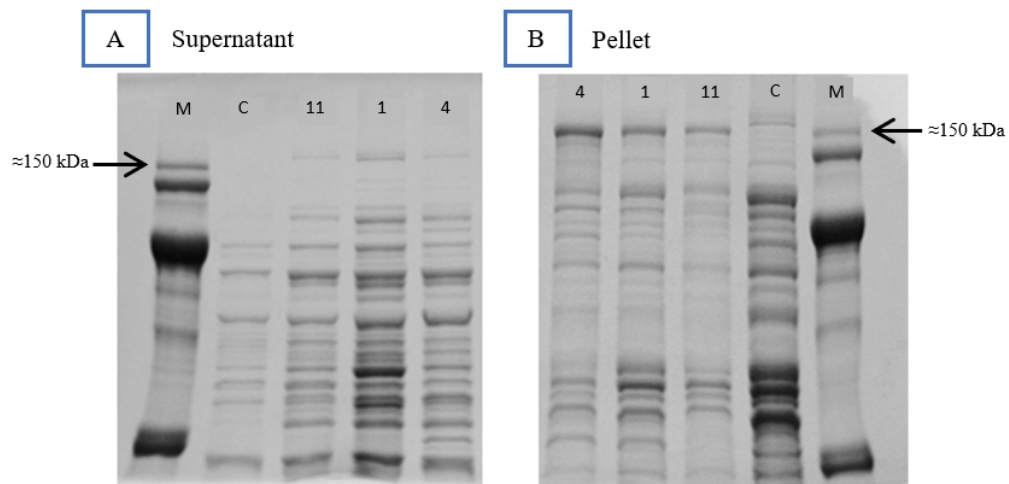 A Supernatant
B Pellet
M C 11 1 4
4 1 11 C M
≈150 kDa
≈150 kDa